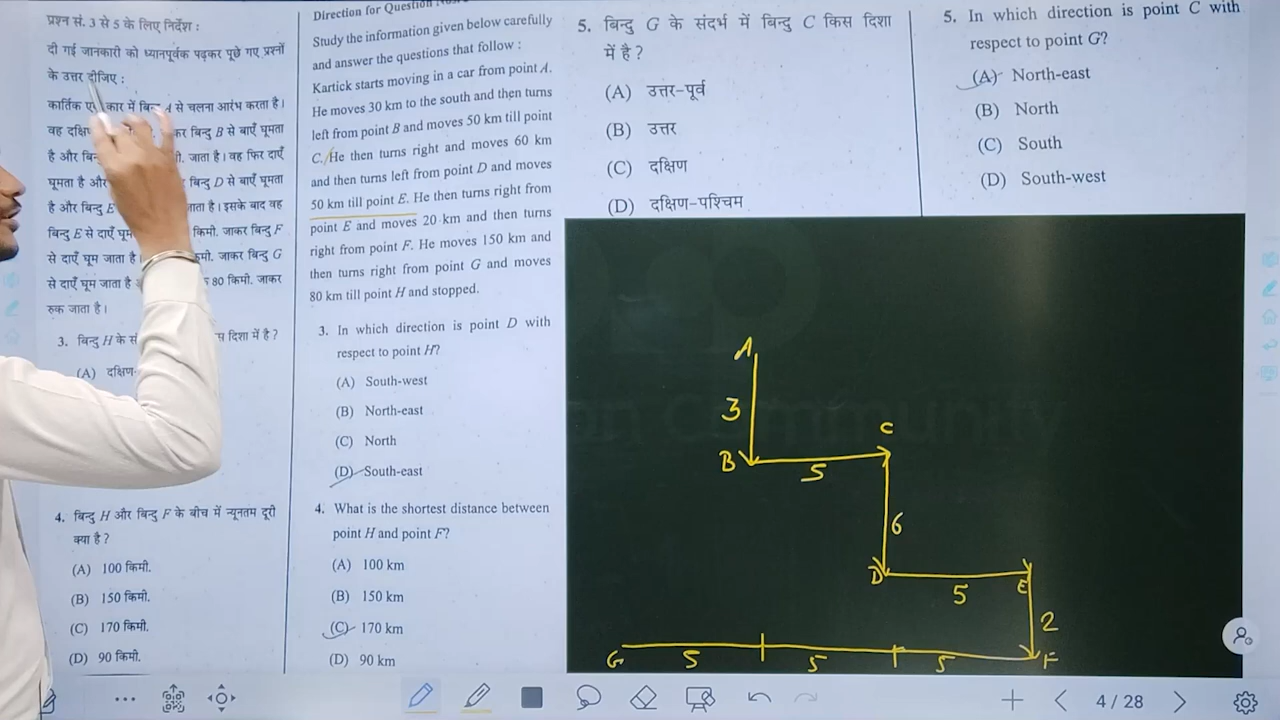 प्रश्न सं. 3 से 5 के लिए निर्देश :
दी गई जानकारी को ध्यानपूर्वक पढ़कर पूछे गए प्रश्नों
के उत्तर दीजिए :
कार्तिक कार में A से चलना आरंभ करता है।
वह कर बिन्दु B से बाएँ घूमता
है और जाता है। वह फिर दाएँ
घूमता है और बिन्दु D से बाएँ घूमता
है और बिन्दु E जाता है। इसके बाद वह
बिन्दु E से दाएँ किमी. जाकर बिन्दु F
से दाएँ घूम जाता है जाकर बिन्दु G
से दाएँ घूम जाता है 80 किमी. जाकर
रुक जाता है।
3. बिन्दु H के दिशा में है ?
(A)
4. बिन्दु H और बिन्दु F के बीच में न्यूनतम दूरी
क्या है ?
(A) 100 किमी.
(B) 150 किमी.
(C) 170 किमी.
(D) 90 किमी.
Direction for Question
Study the information given below carefully
and answer the questions that follow :
Kartick starts moving in a car from point A.
He moves 30 km to the south and then turns
left from point B and moves 50 km till point
C. He then turns right and moves 60 km
and then turns left from point D and moves
50 km till point E. He then turns right from
point E and moves 20 km and then turns
right from point F. He moves 150 km and
then turns right from point G and moves
80 km till point H and stopped.
3. In which direction is point D with
respect to point H?
(A) South-west
(B) North-east
(C) North
(D) South-east
4. What is the shortest distance between
point H and point F?
(A) 100 km
(B) 150 km
(C) 170 km
(D) 90 km
5. बिन्दु G के संदर्भ में बिन्दु C किस दिशा
में है ?
(A) उत्तर-पूर्व
(B) उत्तर
(C) दक्षिण
(D) दक्षिण-पश्चिम
5. In which direction is point C with
respect to point G?
(A) North-east
(B) North
(C) South
(D) South-west
A
3
B
5
C
6
D
5
E
2
G
5
5
5
F
4 / 28